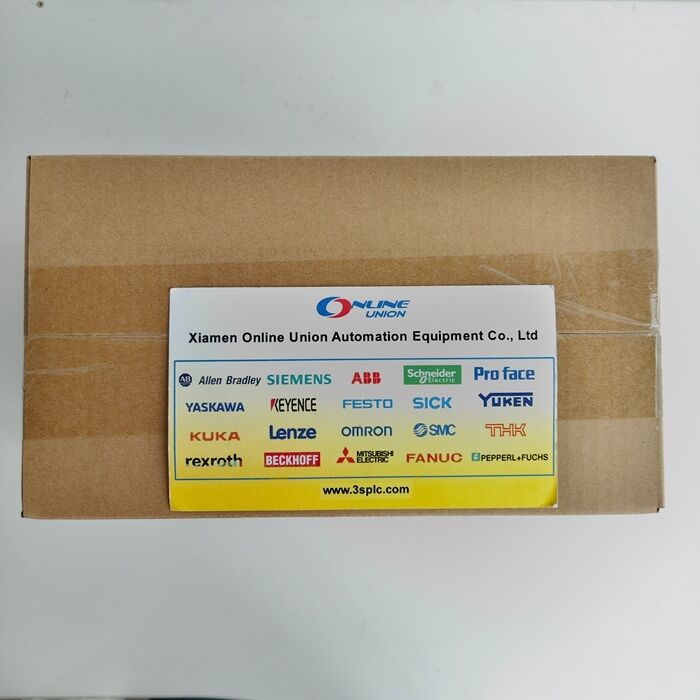 ONLINE
UNION
Xiamen Online Union Automation Equipment Co., Ltd
AB Allen Bradley SIEMENS ABB Schneider Electric Pro face
YASKAWA KEYENCE FESTO SICK YUKEN
KUKA Lenze OMRON SMC THK
rexroth BECKHOFF MITSUBISHI ELECTRIC FANUC PEPPERL+FUCHS
www.3splc.com